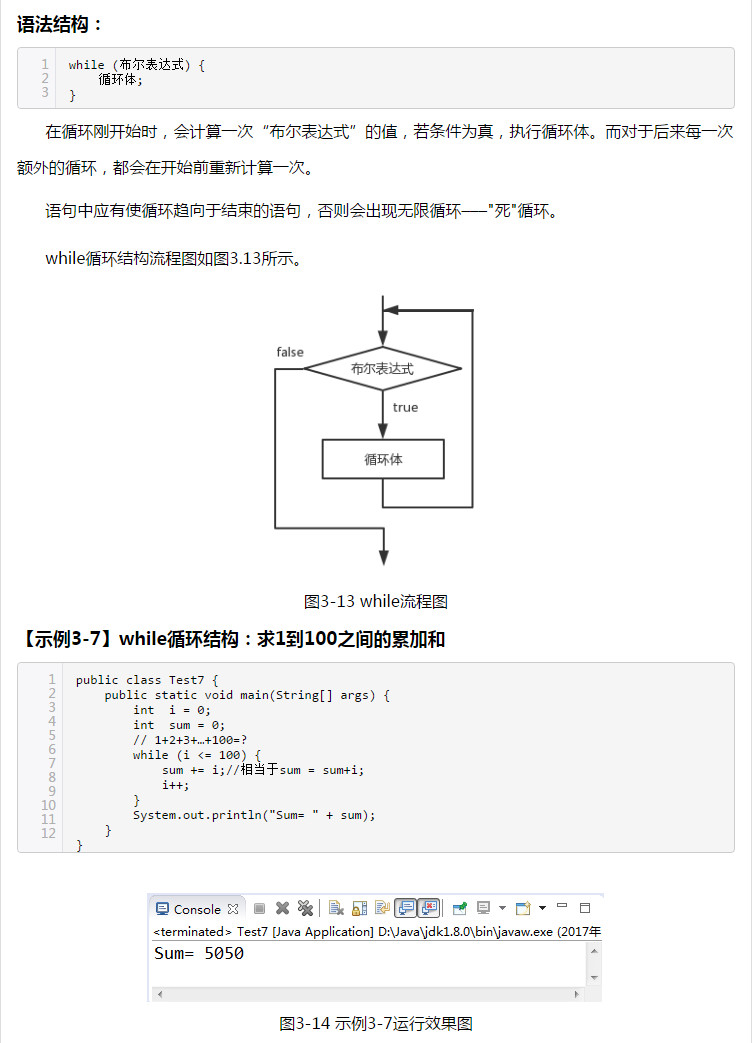 语法结构：
1 while (布尔表达式) {
2     循环体;
3 }
在循环刚开始时，会计算一次“布尔表达式”的值，若条件为真，执行循环体。而对于后来每一次
额外的循环，都会在开始前重新计算一次。
语句中应有使循环趋向于结束的语句，否则会出现无限循环–––"死"循环。
while循环结构流程图如图3.13所示。
false
布尔表达式
true
循环体
图3-13 while流程图
【示例3-7】while循环结构：求1到100之间的累加和
1 public class Test7 {
2     public static void main(String[] args) {
3         int  i = 0;
4         int  sum = 0;
5         // 1+2+3+…+100=?
6         while (i <= 100) {
7             sum += i;//相当于sum = sum+i;
8             i++;
9         }
10         System.out.println("Sum= " + sum);
11     }
12 }
Console
<terminated> Test7 [Java Application] D:\Java\jdk1.8.0\bin\javaw.exe (2017年
Sum= 5050
图3-14 示例3-7运行效果图